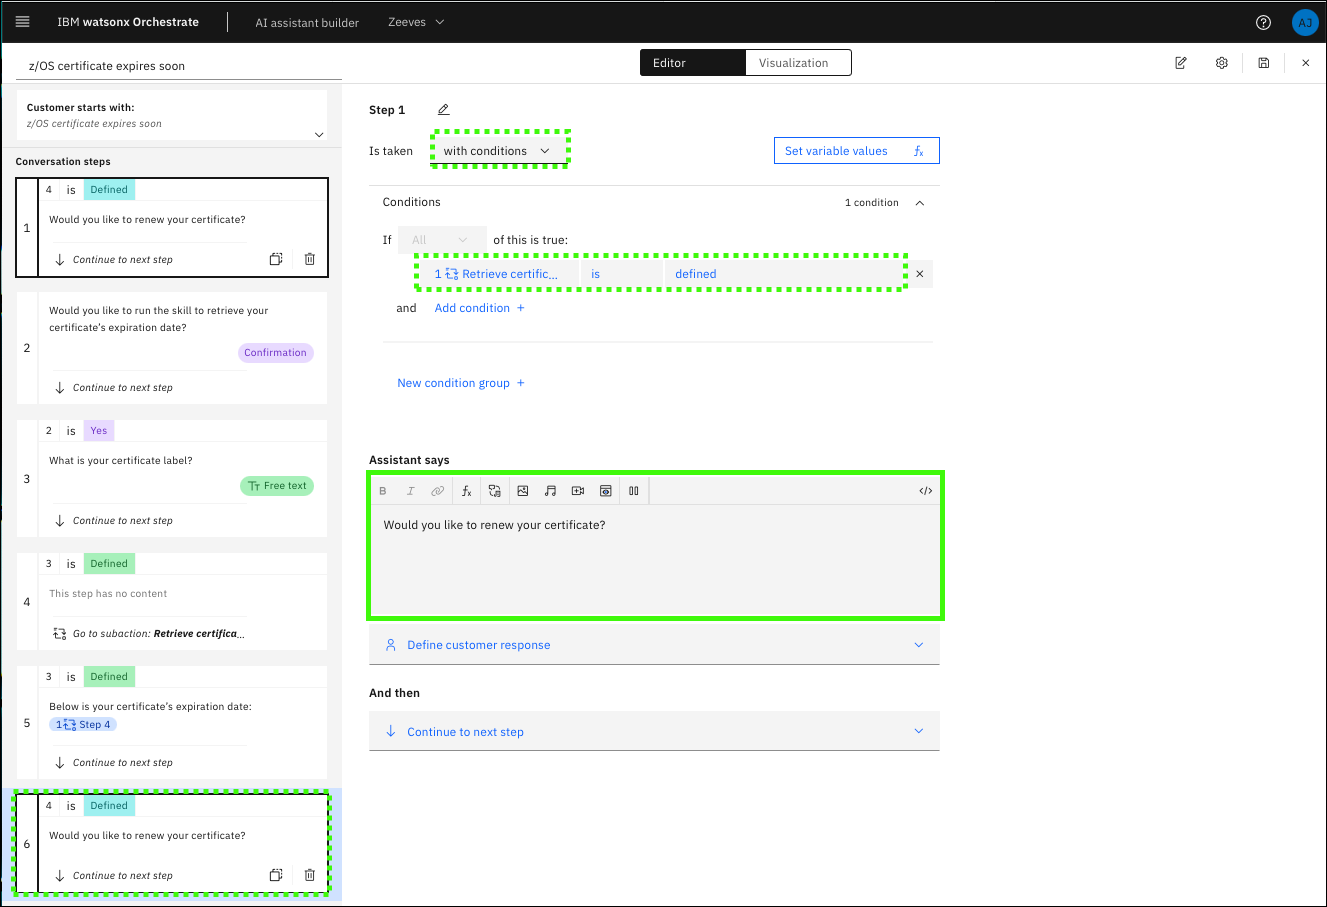 IBM watsonx Orchestrate
AI assistant builder
Zeeves
AJ
z/OS certificate expires soon
Editor
Visualization
Customer starts with:
z/OS certificate expires soon
Conversation steps
1
4 is Defined
Would you like to renew your certificate?
Continue to next step
2
Would you like to run the skill to retrieve your
certificate's expiration date?
Confirmation
Continue to next step
3
2 is Yes
What is your certificate label?
Free text
Continue to next step
4
3 is Defined
This step has no content
Go to subaction: Retrieve certifica...
5
3 is Defined
Below is your certificate's expiration date:
1 Step 4
Continue to next step
6
4 is Defined
Would you like to renew your certificate?
Continue to next step
Step 1
Is taken with conditions
Set variable values fx
Conditions
1 condition
If All of this is true:
1 Retrieve certific... is defined
and Add condition +
New condition group +
Assistant says
B I fx </>
Would you like to renew your certificate?
Define customer response
And then
Continue to next step